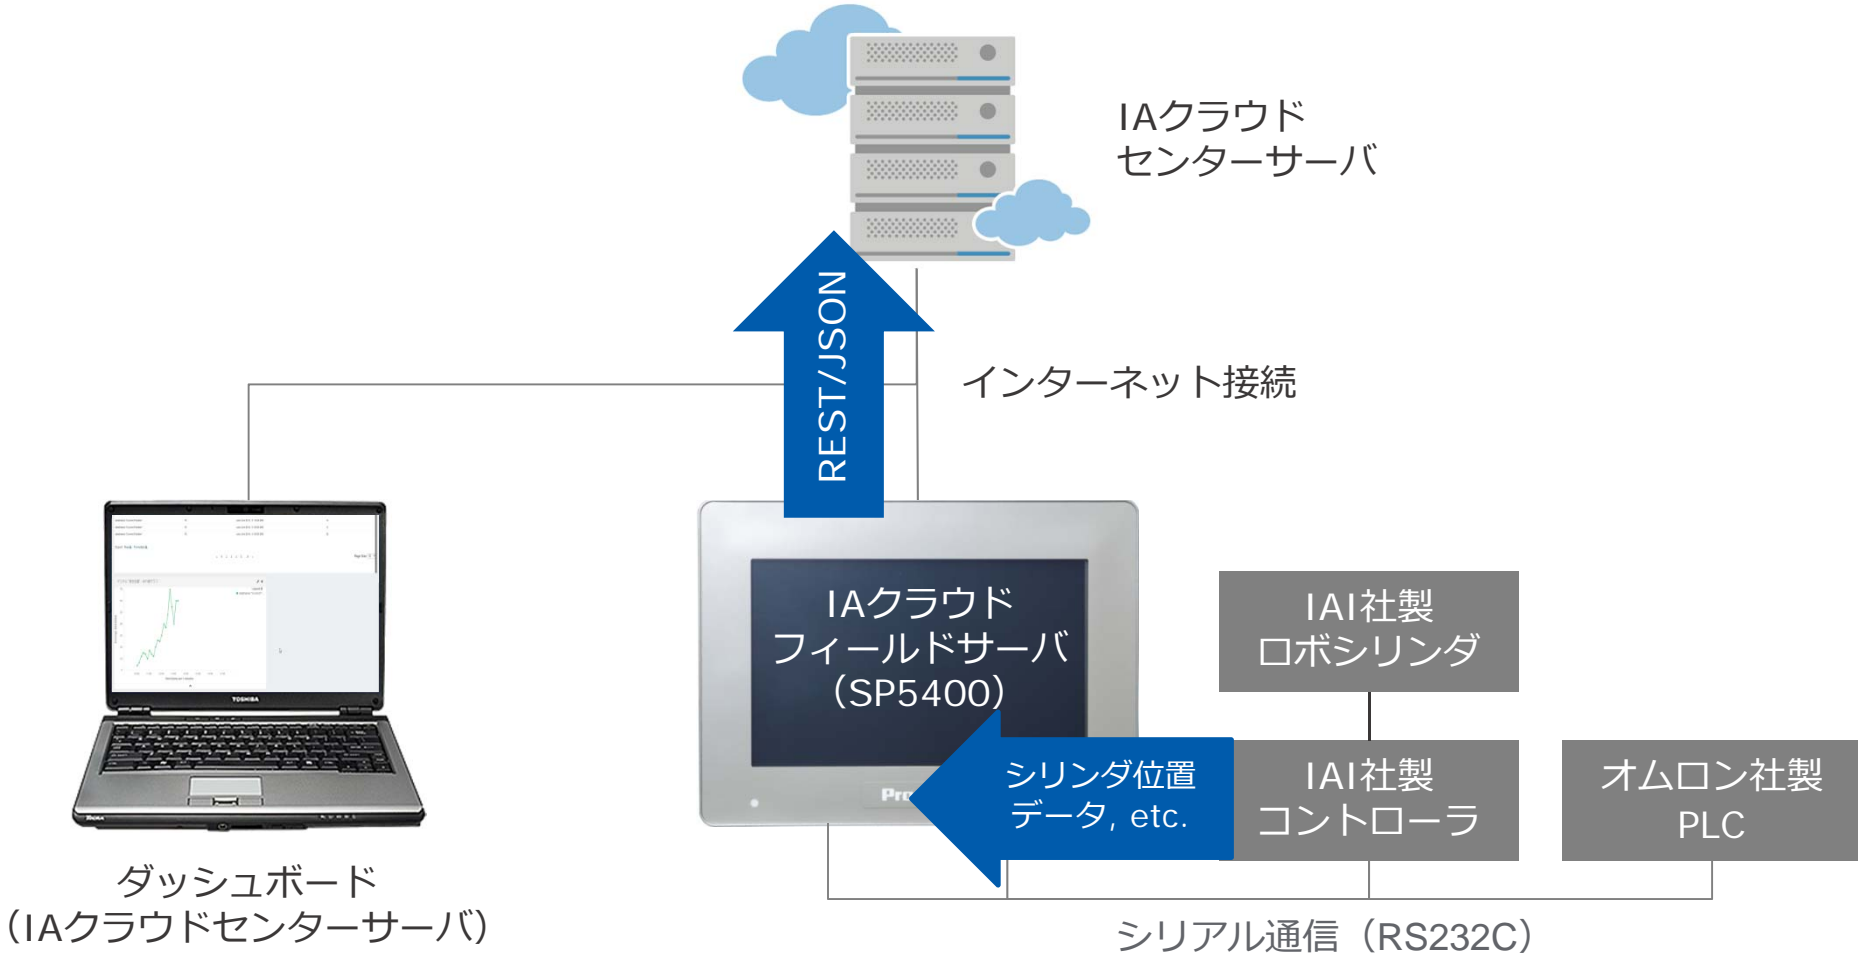 IAクラウド
センターサーバ
REST/JSON
インターネット接続
TOSHIBA
IAクラウド
フィールドサーバ
（SP5400）
IAI社製
ロボシリンダ
シリンダ位置
データ, etc.
IAI社製
コントローラ
オムロン社製
PLC
Pro
ダッシュボード
（IAクラウドセンターサーバ）
シリアル通信（RS232C）